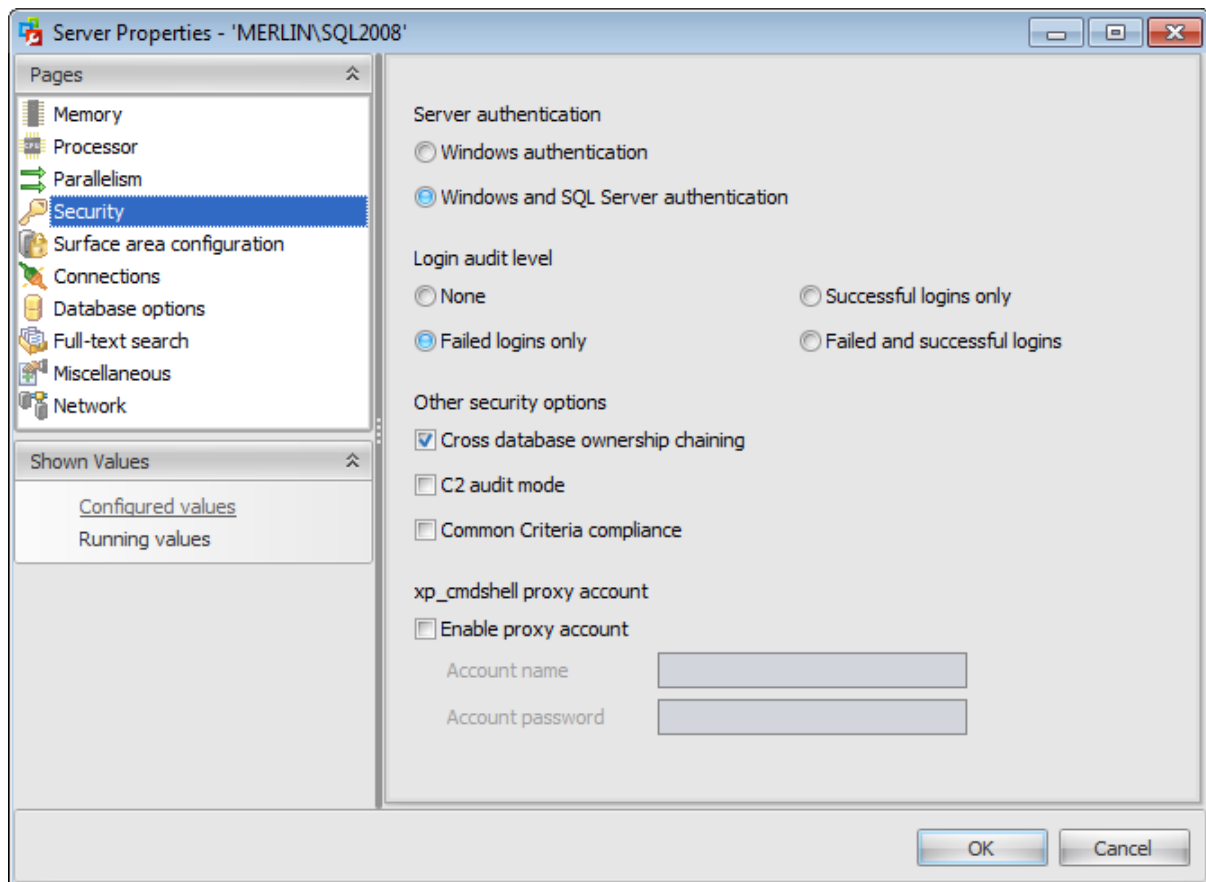 Server Properties - 'MERLIN\SQL2008'
Pages
Memory
Processor
Parallelism
Security
Surface area configuration
Connections
Database options
Full-text search
Miscellaneous
Network
Shown Values
Configured values
Running values
Server authentication
Windows authentication
Windows and SQL Server authentication
Login audit level
None
Successful logins only
Failed logins only
Failed and successful logins
Other security options
Cross database ownership chaining
C2 audit mode
Common Criteria compliance
xp_cmdshell proxy account
Enable proxy account
Account name
Account password
OK
Cancel